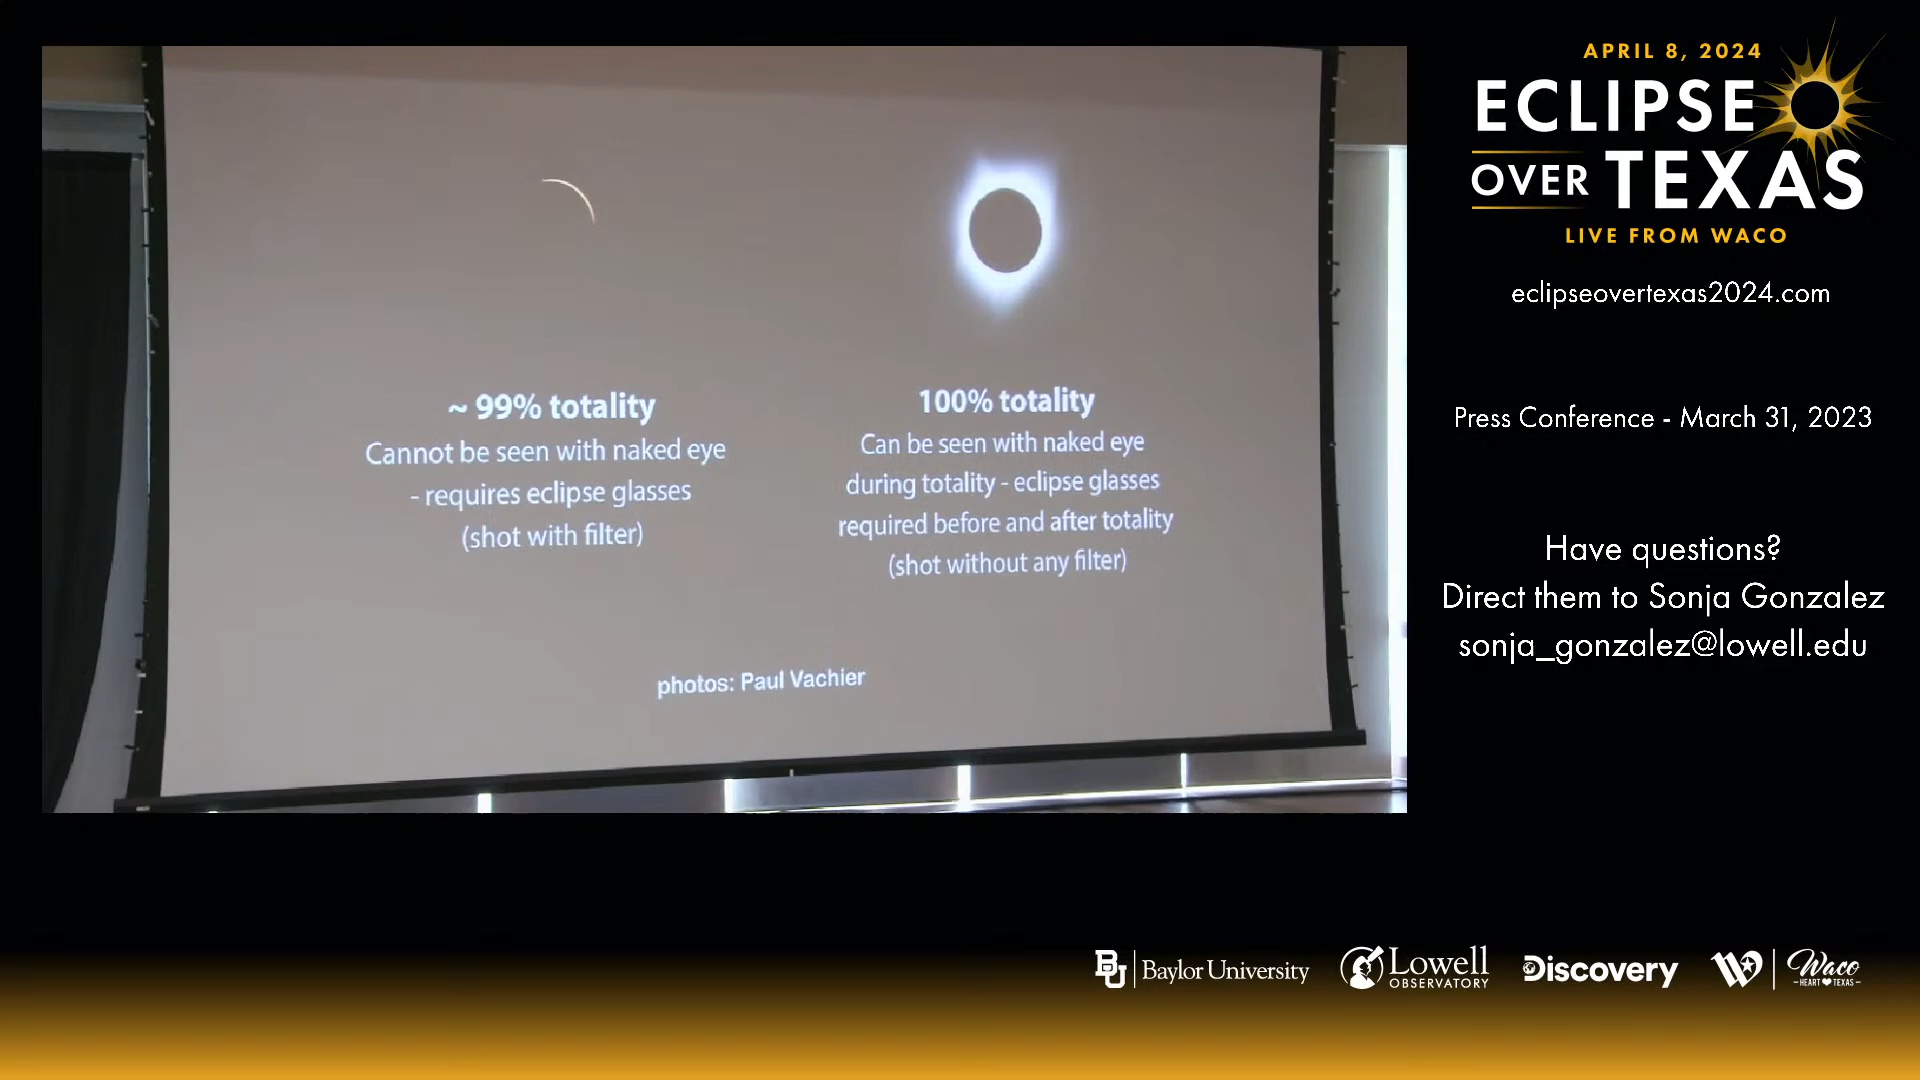 ~ 99% totality
Cannot be seen with naked eye
- requires eclipse glasses
(shot with filter)
100% totality
Can be seen with naked eye
during totality - eclipse glasses
required before and after totality
(shot without any filter)
photos: Paul Vachier
APRIL 8, 2024
ECLIPSE
OVER TEXAS
LIVE FROM WACO
eclipseovertexas2024.com
Press Conference - March 31, 2023
Have questions?
Direct them to Sonja Gonzalez
sonja_gonzalez@lowell.edu
BU Baylor University
Lowell
OBSERVATORY
Discovery
W Waco
HEART TEXAS